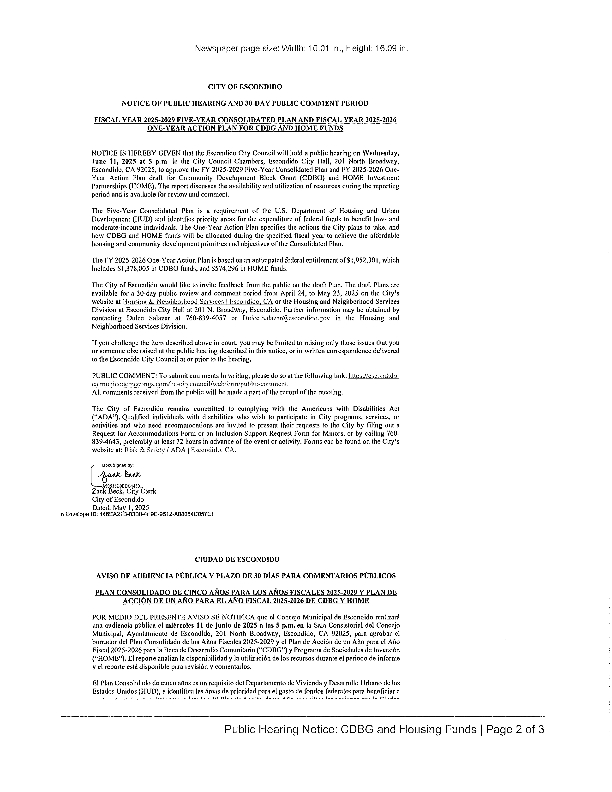 Newspaper page size: Width: 10.01 in., Height: 16.09 in.
CITY OF ESCONDIDO
NOTICE OF PUBLIC HEARING AND 30 DAY PUBLIC COMMENT PERIOD
FISCAL YEAR 2025-2029 FIVE-YEAR CONSOLIDATED PLAN AND FISCAL YEAR 2025-2026
ONE-YEAR ACTION PLAN FOR CDBG AND HOME FUNDS
NOTICE IS HEREBY GIVEN that the Escondido City Council will hold a public hearing on Wednesday,
June 11, 2025 at 5 p.m. in the City Council Chambers, Escondido City Hall, 201 North Broadway,
Escondido, CA 92025, to approve the FY 2025-2029 Five-Year Consolidated Plan and FY 2025-2026 One-
Year Action Plan draft for Community Development Block Grant (CDBG) and HOME Investment
Partnerships (HOME). The report discusses the availability and utilization of resources during the reporting
period and is available for review and comment.
The Five-Year Consolidated Plan is a requirement of the U.S. Department of Housing and Urban
Development (HUD) and identifies priority areas for the expenditure of federal funds to benefit low- and
moderate-income individuals. The One-Year Action Plan specifies the actions the City plans to take, and
how CDBG and HOME funds will be allocated during the specified fiscal year to achieve the affordable
housing and community development priorities and objectives of the Consolidated Plan.
The FY 2025-2026 One-Year Action Plan is based on an anticipated federal entitlement of $1,952,301, which
includes $1,378,005 in CDBG funds, and $574,296 in HOME funds.
The City of Escondido would like to invite feedback from the public on the draft Plan. The draft Plans are
available for a 30-day public review and comment period from April 24, to May 23, 2025 on the City's
website at Housing & Neighborhood Services | Escondido, CA or the Housing and Neighborhood Services
Division at Escondido City Hall at 201 N. Broadway, Escondido. Further information may be obtained by
contacting Dulce Salazar at 760-839-4057 or Dulce.salazar@escondido.gov in the Housing and
Neighborhood Services Division.
If you challenge the item described above in court, you may be limited to raising only those issues that you
or someone else raised at the public hearing described in this notice, or in written correspondence delivered
to the Escondido City Council at or prior to the hearing.
PUBLIC COMMENT: To submit comments in writing, please do so at the following link:
All comments received from the public will be made a part of the record of the meeting.
The City of Escondido remains committed to complying with the Americans with Disabilities Act
("ADA"). Qualified individuals with disabilities who wish to participate in City programs, services, or
activities and who need accommodations are invited to present their requests to the City by filing out a
Request for Accommodations Form or an Inclusion Support Request Form for Minors, or by calling 760-
839-4643, preferably at least 72 hours in advance of the event or activity. Forms can be found on the City's
website at: Risk & Safety / ADA | Escondido, CA.
Zack Beck
Zack Beck, City Clerk
City of Escondido
Dated: May 1, 2025
CIUDAD DE ESCONDIDO
AVISO DE AUDIENCIA PÚBLICA Y PLAZO DE 30 DÍAS PARA COMENTARIOS PÚBLICOS
PLAN CONSOLIDADO DE CINCO AÑOS PARA LOS AÑOS FISCALES 2025-2029 Y PLAN DE
ACCIÓN DE UN AÑO PARA EL AÑO FISCAL 2025-2026 DE CDBG Y HOME
POR MEDIO DEL PRESENTE AVISO SE NOTIFICA que el Concejo Municipal de Escondido realizará
una audiencia pública el miércoles 11 de junio de 2025 a las 5 p.m. en la Sala Consistorial del Concejo
Municipal, Ayuntamiento de Escondido, 201 North Broadway, Escondido, CA 92025, para aprobar el
borrador del Plan Consolidado de los Años Fiscales 2025-2029 y el Plan de Acción de Un Año para el Año
Fiscal 2025-2026 para la Beca de Desarrollo Comunitario ("CDBG") y Programa de Sociedades de Inversión
("HOME"). El reporte analiza la disponibilidad y la utilización de los recursos durante el periodo de informe
y el reporte está disponible para revisión y comentarios.
El Plan Consolidado de cinco años es un requisito del Departamento de Vivienda y Desarrollo Urbano de los
Estados Unidos (HUD), e identifica las áreas de prioridad para el gasto de fondos federales para beneficiar a
Public Hearing Notice: CDBG and Housing Funds | Page 2 of 3